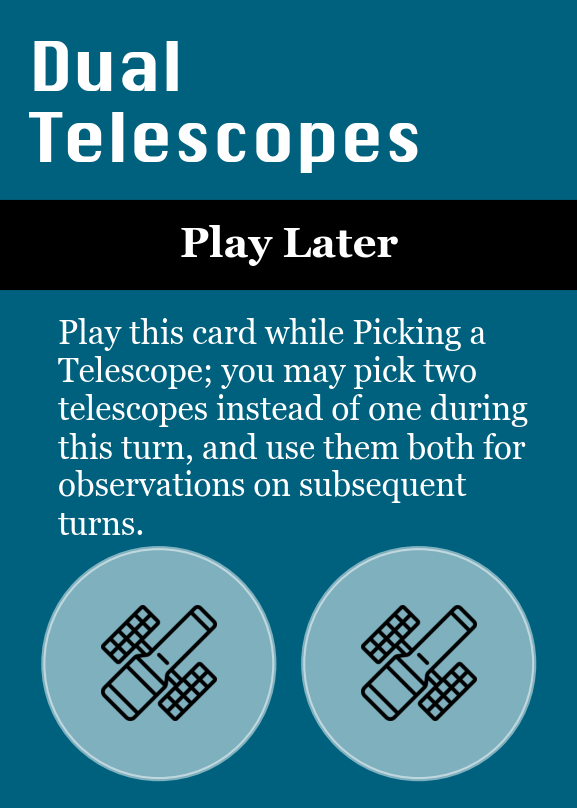 Dual
Telescopes
Play Later
Play this card while Picking a
Telescope; you may pick two
telescopes instead of one during
this turn, and use them both for
observations on subsequent
turns.